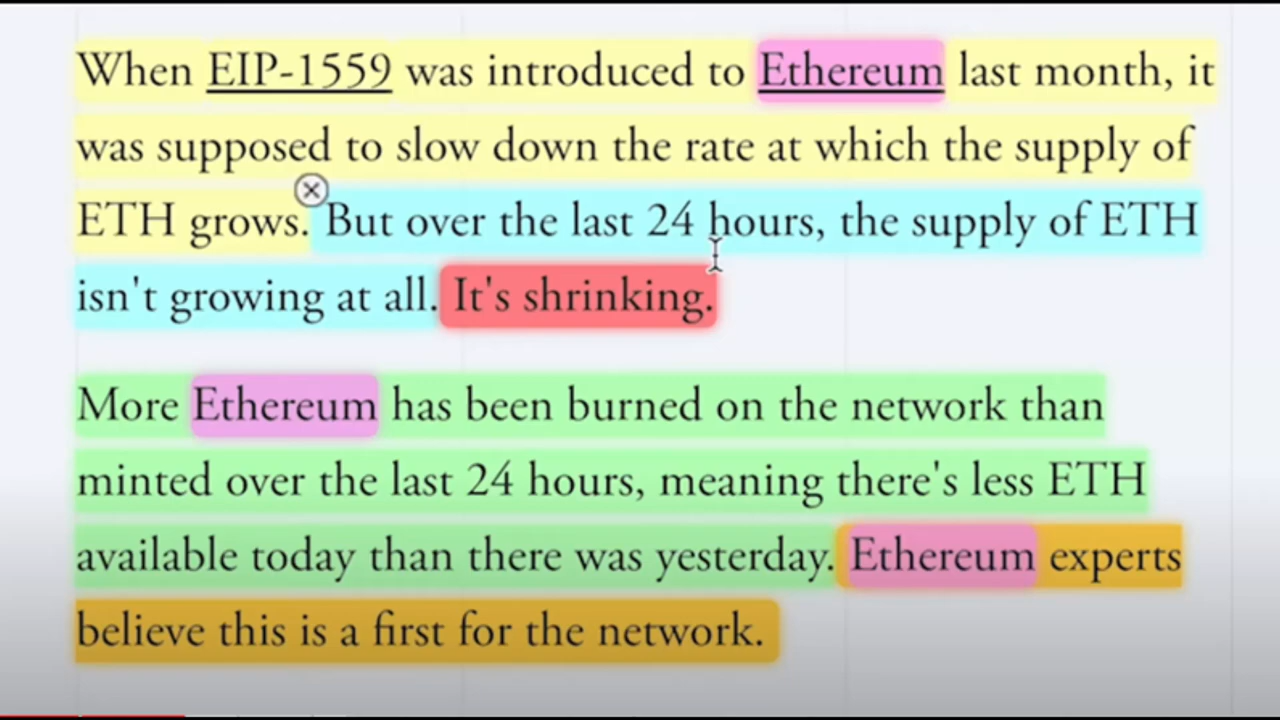 When EIP-1559 was introduced to Ethereum last month, it
was supposed to slow down the rate at which the supply of
ETH grows. But over the last 24 hours, the supply of ETH
isn't growing at all. It's shrinking.
More Ethereum has been burned on the network than
minted over the last 24 hours, meaning there's less ETH
available today than there was yesterday. Ethereum experts
believe this is a first for the network.